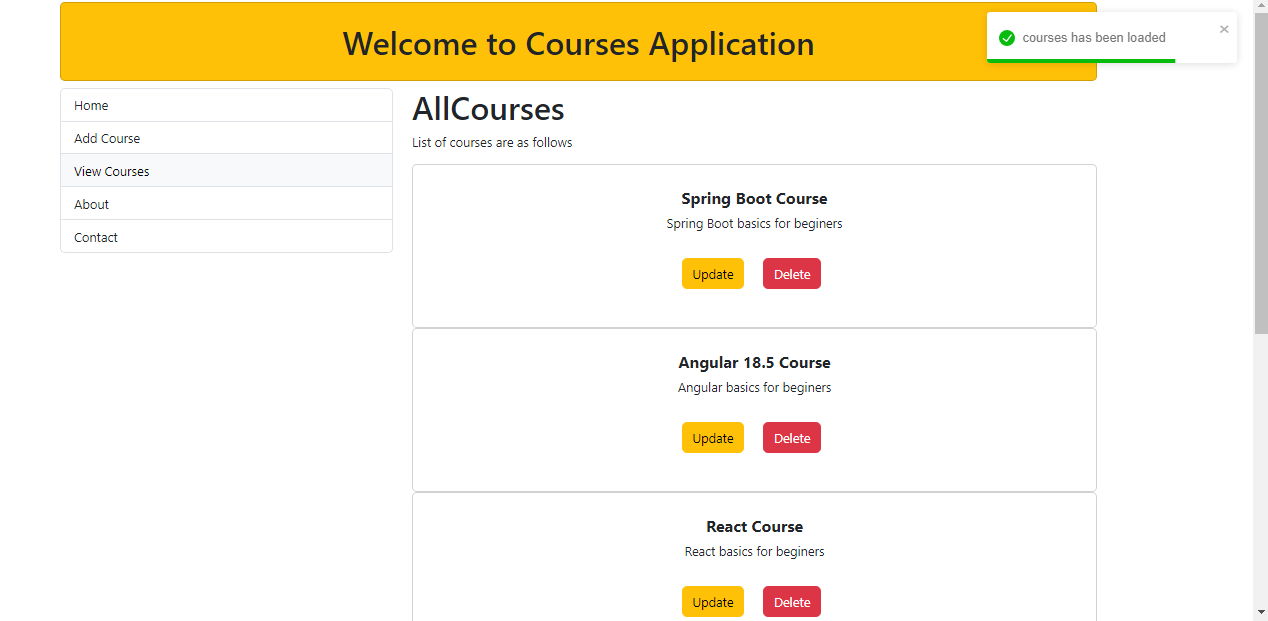 Welcome to Courses Application
courses has been loaded
Home
Add Course
View Courses
About
Contact
AllCourses
List of courses are as follows
Spring Boot Course
Spring Boot basics for beginers
Update Delete
Angular 18.5 Course
Angular basics for beginers
Update Delete
React Course
React basics for beginers
Update Delete